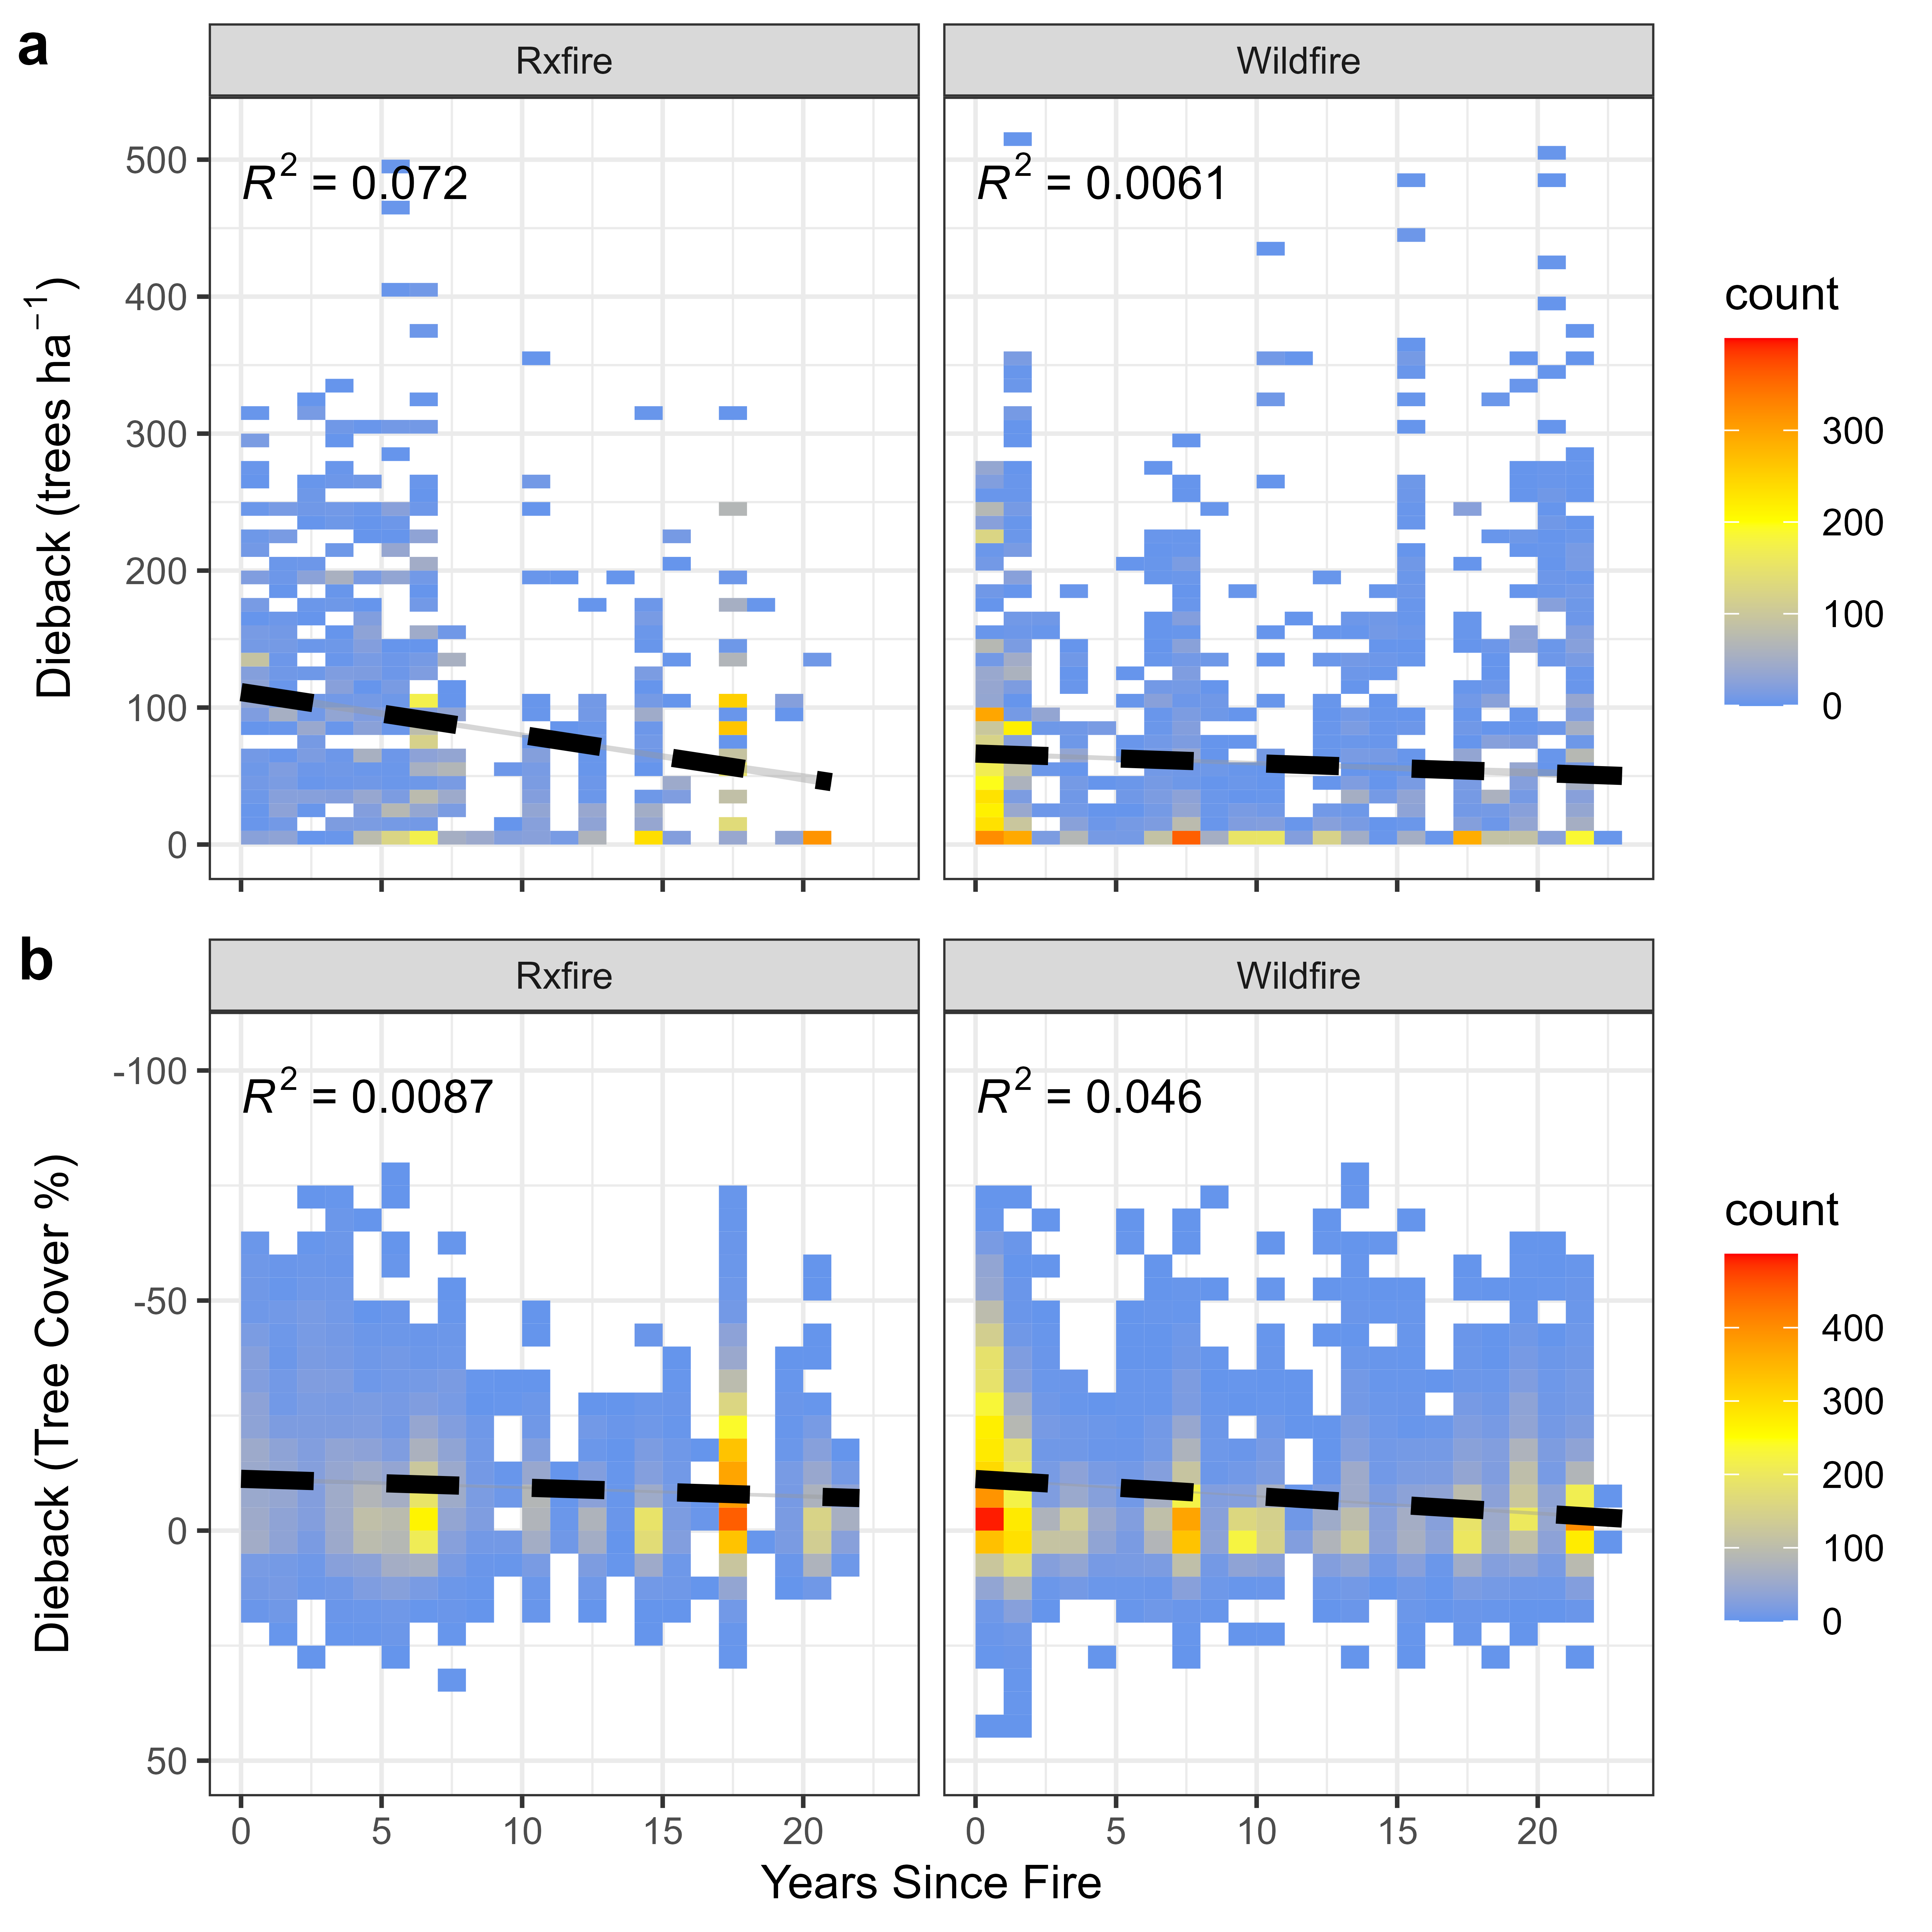 a
Rxfire
Wildfire
Dieback (trees ha⁻¹)
500
400
300
200
100
0
R² = 0.072
R² = 0.0061
count
300
200
100
0
b
Rxfire
Wildfire
Dieback (Tree Cover %)
-100
-50
0
50
R² = 0.0087
R² = 0.046
count
400
300
200
100
0
0 5 10 15 20
0 5 10 15 20
Years Since Fire